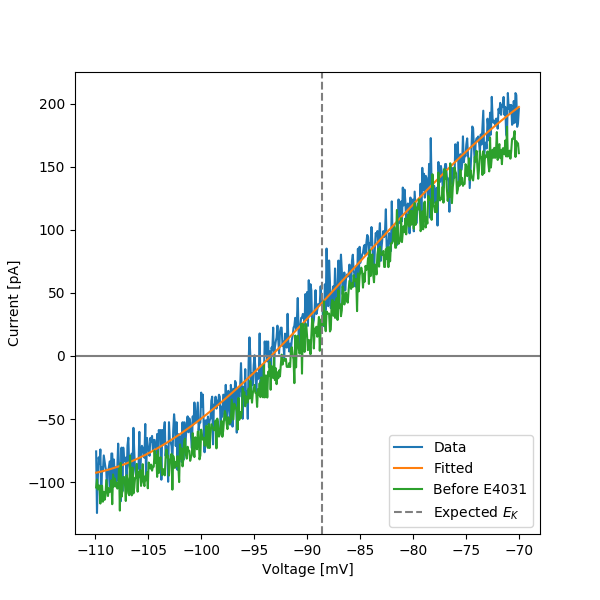 200
150
100
50
0
−50
−100
Current [pA]
Data
Fitted
Before E4031
Expected E_K
−110 −105 −100 −95 −90 −85 −80 −75 −70
Voltage [mV]